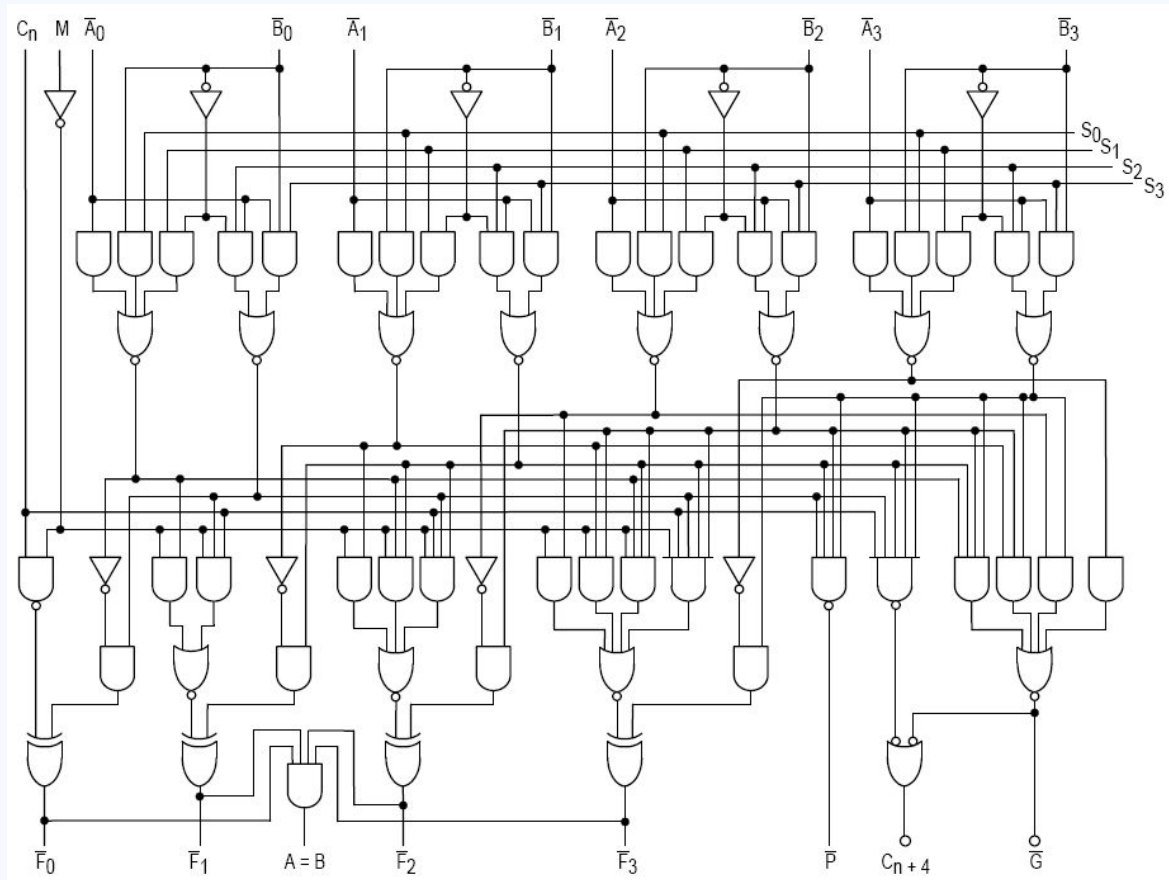 Cn M A̅0 B̅0 A̅1 B̅1 A̅2 B̅2 A̅3 B̅3
S0
S1
S2
S3
F̅0 F̅1 A = B F̅2 F̅3 P̅ Cn + 4 G̅